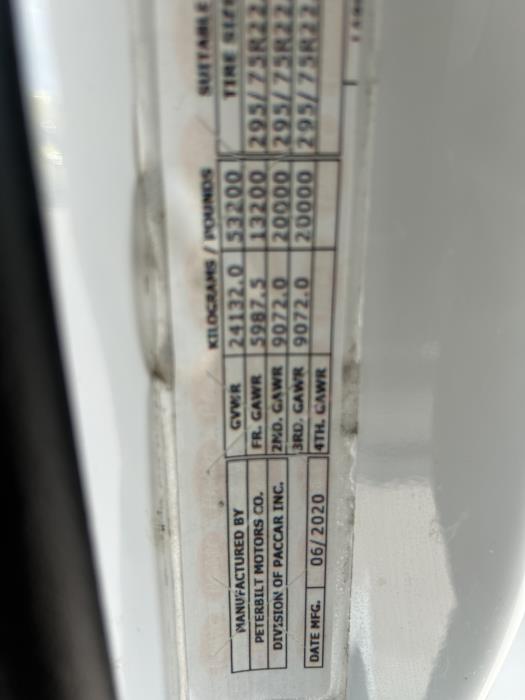 MANUFACTURED BY
PETERBILT MOTORS CO.
DIVISION OF PACCAR INC.
DATE MFG. 06/2020
KILOGRAMS / POUNDS SUITABLE
TIRE SIZE
GVWR 24132.0 53200
FR. GAWR 5987.5 13200 295/75R22
2ND. GAWR 9072.0 20000 295/75R22
3RD. GAWR 9072.0 20000 295/75R22
4TH. GAWR